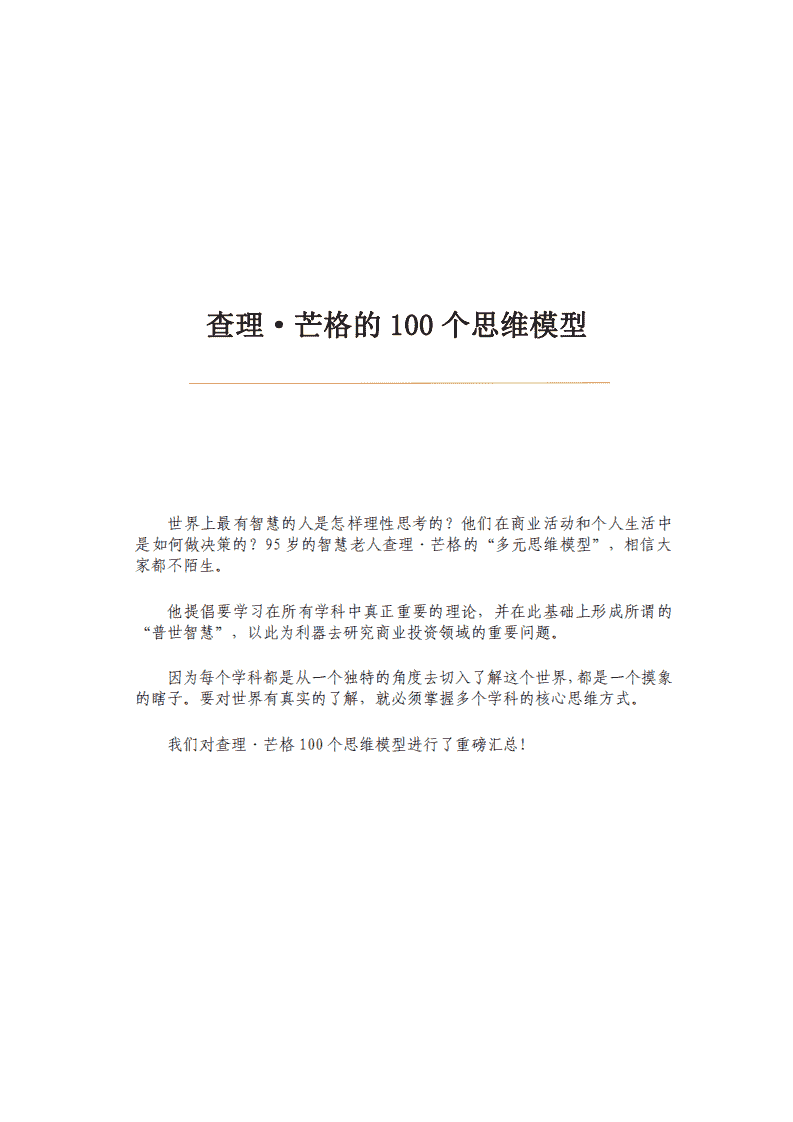 查理·芒格的 100 个思维模型
世界上最有智慧的人是怎样理性思考的？他们在商业活动和个人生活中
是如何做决策的？95 岁的智慧老人查理·芒格的“多元思维模型”，相信大
家都不陌生。
他提倡要学习在所有学科中真正重要的理论，并在此基础上形成所谓的
“普世智慧”，以此为利器去研究商业投资领域的重要问题。
因为每个学科都是从一个独特的角度去切入了解这个世界，都是一个摸象
的瞎子。要对世界有真实的了解，就必须掌握多个学科的核心思维方式。
我们对查理·芒格 100 个思维模型进行了重磅汇总！